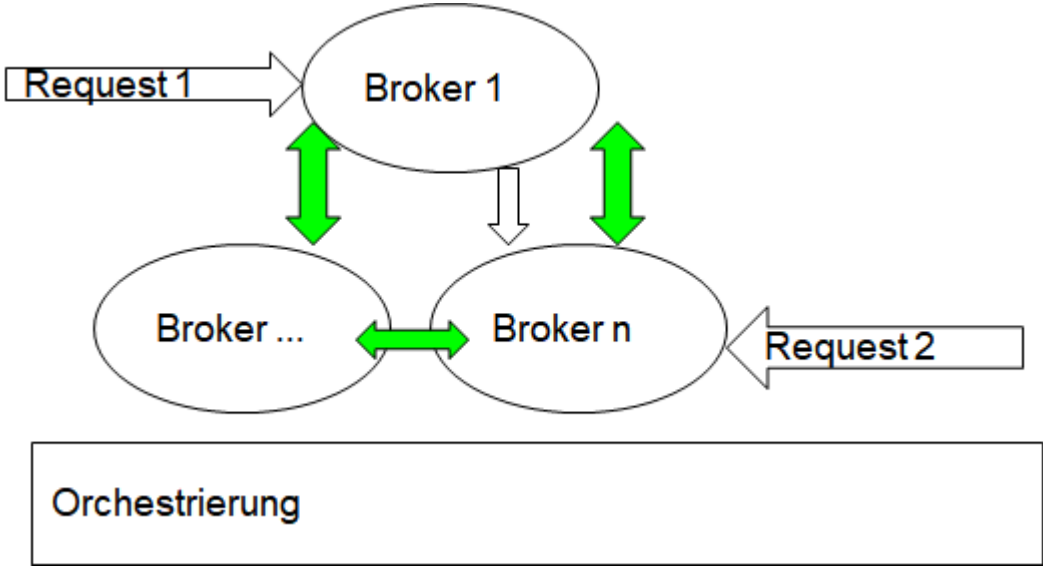 Request 1
Broker 1
Broker ...
Broker n
Request 2
Orchestrierung